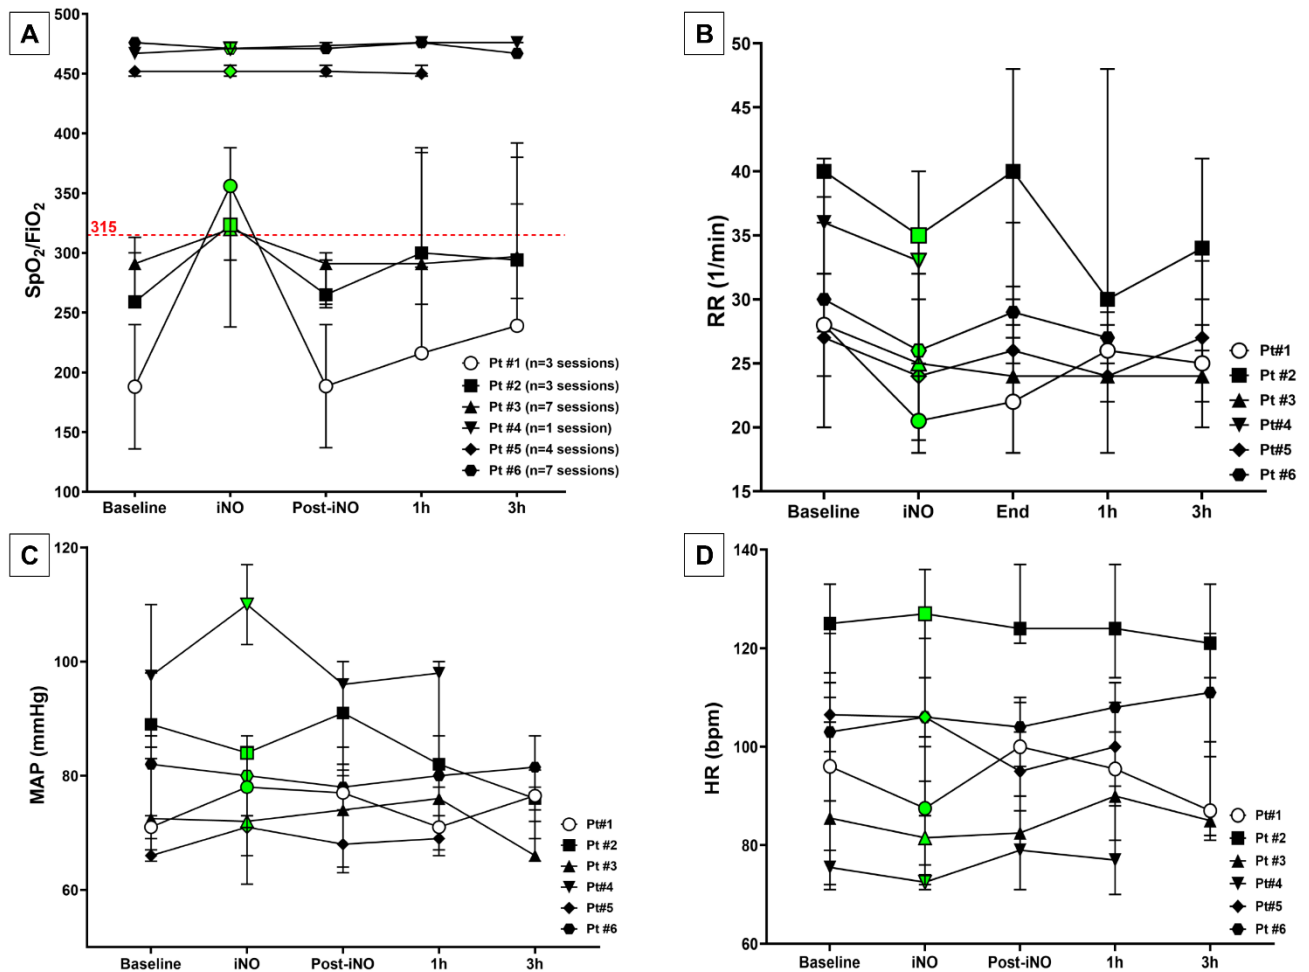 A
500
450
400
350
300
250
200
150
100
SpO2/FiO2
315
Pt #1 (n=3 sessions)
Pt #2 (n=3 sessions)
Pt #3 (n=7 sessions)
Pt #4 (n=1 session)
Pt #5 (n=4 sessions)
Pt #6 (n=7 sessions)
Baseline iNO Post-iNO 1h 3h
B
50
45
40
35
30
25
20
15
RR (1/min)
Pt#1
Pt #2
Pt #3
Pt#4
Pt#5
Pt #6
Baseline iNO End 1h 3h
C
120
100
80
60
MAP (mmHg)
Pt#1
Pt #2
Pt #3
Pt#4
Pt#5
Pt #6
Baseline iNO Post-iNO 1h 3h
D
140
120
100
80
60
HR (bpm)
Pt#1
Pt #2
Pt #3
Pt#4
Pt#5
Pt #6
Baseline iNO Post-iNO 1h 3h